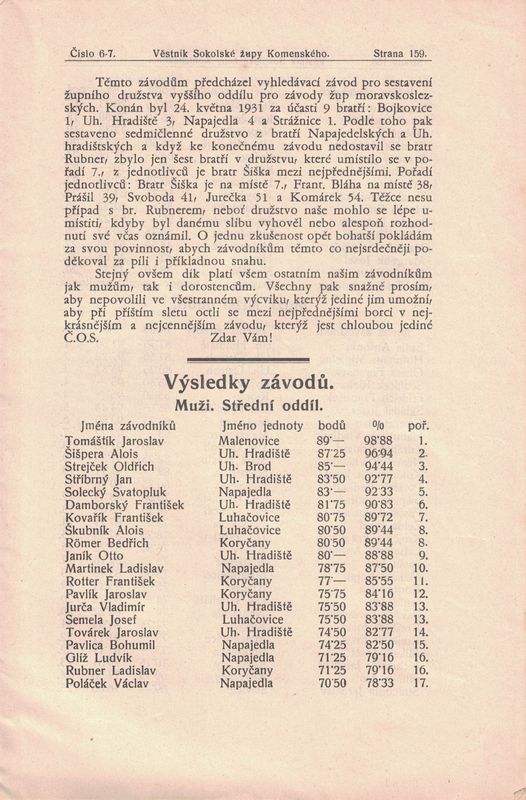 Číslo 6-7. Věstník Sokolské župy Komenského. Strana 159.
Těmto závodům předcházel vyhledávací závod pro sestavení
župního družstva vyššího oddílu pro závody žup moravskoslez-
ských. Konán byl 24. května 1931 za účasti 9 bratří: Bojkovice
1, Uh. Hradiště 3, Napajedla 4 a Strážnice 1. Podle toho pak
sestaveno sedmičlenné družstvo z bratří Napajedelských a Uh.
hradištských a když ke konečnému závodu nedostavil se bratr
Rubner, zbylo jen šest bratří v družstvu, které umístilo se v po-
řadí 7., z jednotlivců je bratr Šiška mezi nejpřednějšími. Pořadí
jednotlivců: Bratr Šiška je na místě 7., Frant. Bláha na místě 38,
Prášil 39, Svoboda 41, Jurečka 51 a Komárek 54. Těžce nesu
případ s br. Rubnerem, neboť družstvo naše mohlo se lépe u-
místiti, kdyby byl danému slibu vyhověl nebo alespoň rozhod-
nutí své včas oznámil. O jednu zkušenost opět bohatší pokládám
za svou povinnost, abych závodníkům těmto co nejsrdečněji po-
děkoval za píli i příkladnou snahu.
Stejný ovšem dík platí všem ostatním našim závodníkům
jak mužům, tak i dorostencům. Všechny pak snažně prosím,
aby nepovolili ve všestranném výcviku, kterýž jediné jim umožní,
aby při příštím sletu octli se mezi nejpřednějšími borci v nej-
krásnějším a nejcennějším závodu, kterýž jest chloubou jediné
Č.O.S. Zdar Vám!
Výsledky závodů.
Muži. Střední oddíl.
Jména závodníků Jméno jednoty bodů % poř.
Tomáštík Jaroslav Malenovice 89·— 98·88 1.
Šišpera Alois Uh. Hradiště 87·25 96·94 2.
Strejček Oldřich Uh. Brod 85·— 94·44 3.
Stříbrný Jan Uh. Hradiště 83·50 92·77 4.
Solecký Svatopluk Napajedla 83·— 92·33 5.
Damborský František Uh. Hradiště 81·75 90·83 6.
Kovařík František Luhačovice 80·75 89·72 7.
Škubník Alois Luhačovice 80·50 89·44 8.
Römer Bedřich Koryčany 80·50 89·44 8.
Janík Otto Uh. Hradiště 80·— 88·88 9.
Martinek Ladislav Napajedla 78·75 87·50 10.
Rotter František Koryčany 77·— 85·55 11.
Pavlík Jaroslav Koryčany 75·75 84·16 12.
Jurča Vladimír Uh. Hradiště 75·50 83·88 13.
Šemela Josef Luhačovice 75·50 83·88 13.
Továrek Jaroslav Uh. Hradiště 74·50 82·77 14.
Pavlica Bohumil Napajedla 74·25 82·50 15.
Glíž Ludvík Napajedla 71·25 79·16 16.
Rubner Ladislav Koryčany 71·25 79·16 16.
Poláček Václav Napajedla 70·50 78·33 17.